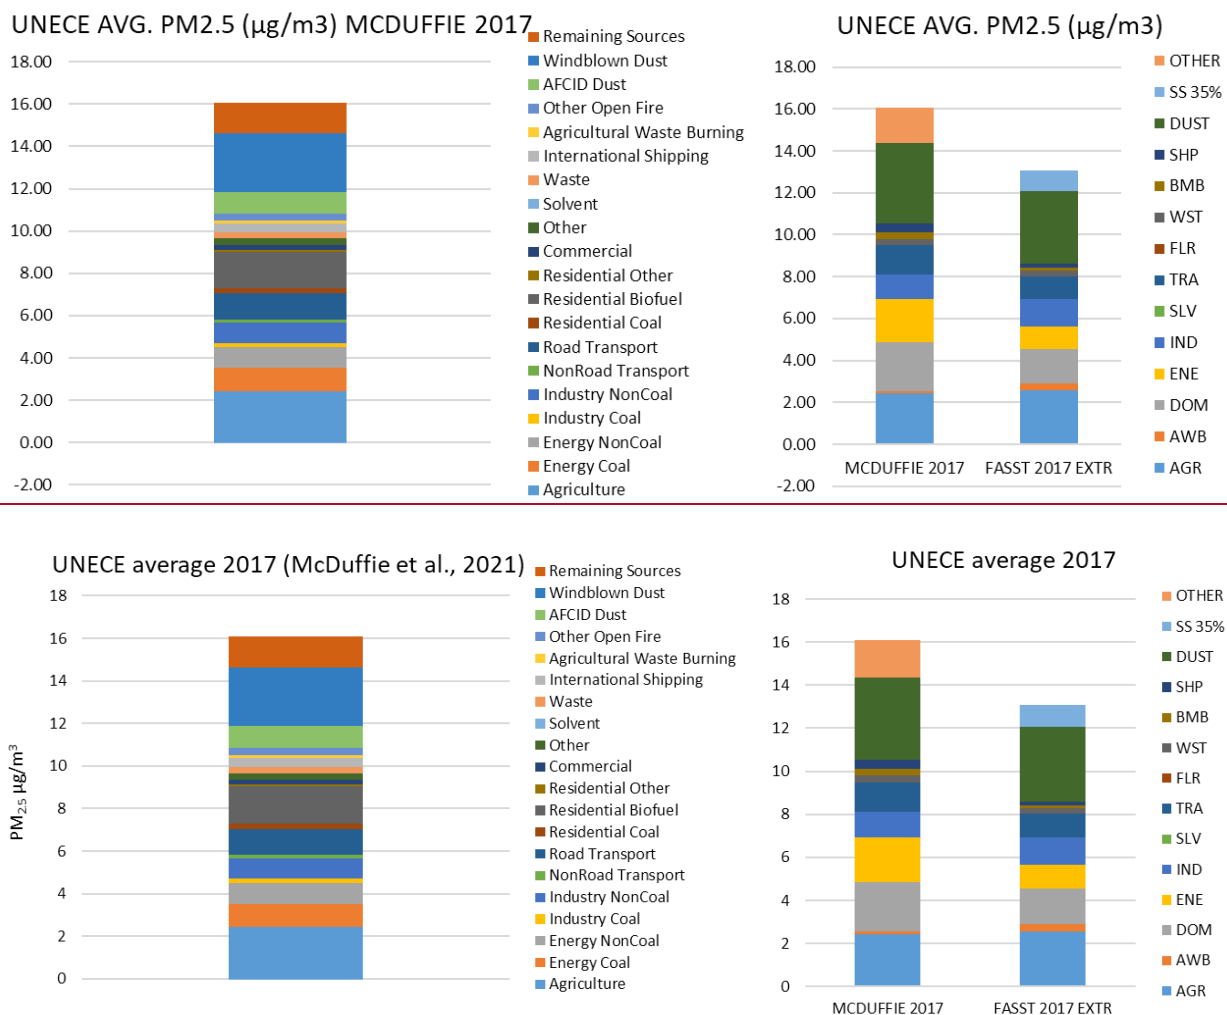 UNECE AVG. PM2.5 (µg/m3) MCDUFFIE 2017
18.00
16.00
14.00
12.00
10.00
8.00
6.00
4.00
2.00
0.00
-2.00
Remaining Sources
Windblown Dust
AFCID Dust
Other Open Fire
Agricultural Waste Burning
International Shipping
Waste
Solvent
Other
Commercial
Residential Other
Residential Biofuel
Residential Coal
Road Transport
NonRoad Transport
Industry NonCoal
Industry Coal
Energy NonCoal
Energy Coal
Agriculture
UNECE AVG. PM2.5 (µg/m3)
18.00
16.00
14.00
12.00
10.00
8.00
6.00
4.00
2.00
0.00
-2.00
MCDUFFIE 2017 FASST 2017 EXTR
OTHER
SS 35%
DUST
SHP
BMB
WST
FLR
TRA
SLV
IND
ENE
DOM
AWB
AGR
UNECE average 2017 (McDuffie et al., 2021)
PM2.5 µg/m³
18
16
14
12
10
8
6
4
2
0
Remaining Sources
Windblown Dust
AFCID Dust
Other Open Fire
Agricultural Waste Burning
International Shipping
Waste
Solvent
Other
Commercial
Residential Other
Residential Biofuel
Residential Coal
Road Transport
NonRoad Transport
Industry NonCoal
Industry Coal
Energy NonCoal
Energy Coal
Agriculture
UNECE average 2017
18
16
14
12
10
8
6
4
2
0
MCDUFFIE 2017 FASST 2017 EXTR
OTHER
SS 35%
DUST
SHP
BMB
WST
FLR
TRA
SLV
IND
ENE
DOM
AWB
AGR